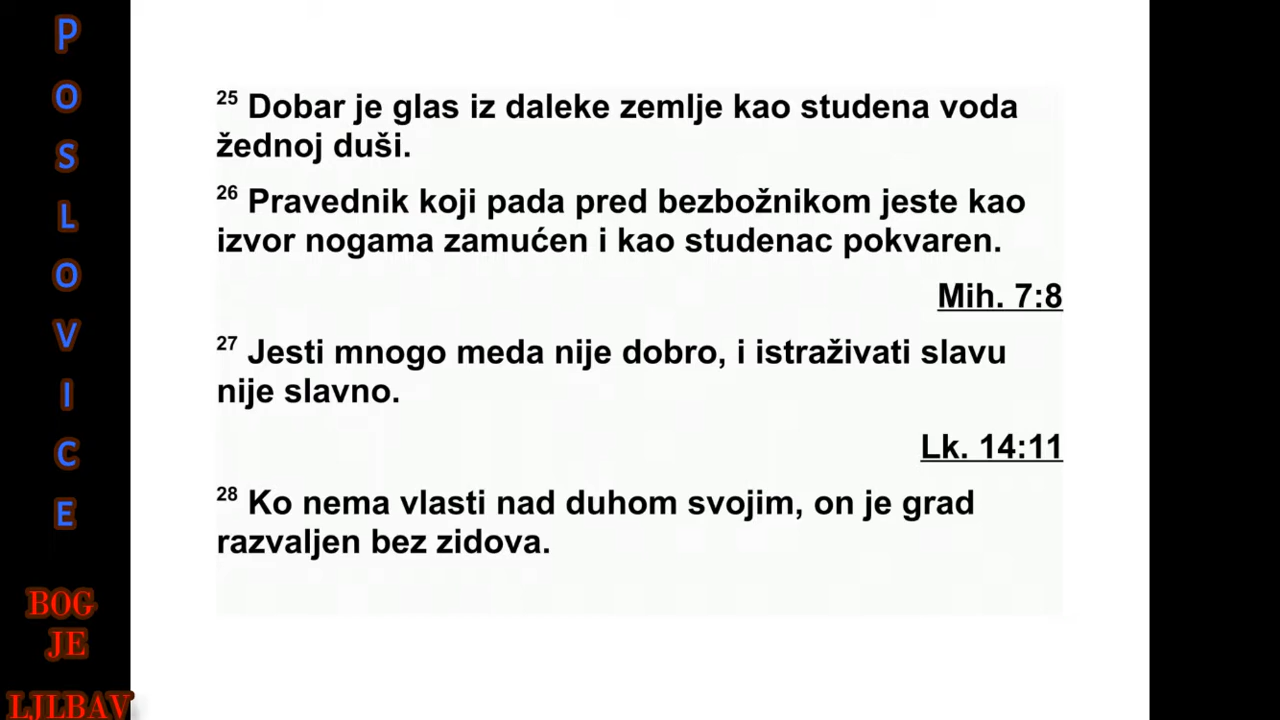 P
O
S
L
O
V
I
C
E
BOG
JE
LJLBAV
25 Dobar je glas iz daleke zemlje kao studena voda
žednoj duši.
26 Pravednik koji pada pred bezbožnikom jeste kao
izvor nogama zamućen i kao studenac pokvaren.
Mih. 7:8
27 Jesti mnogo meda nije dobro, i istraživati slavu
nije slavno.
Lk. 14:11
28 Ko nema vlasti nad duhom svojim, on je grad
razvaljen bez zidova.